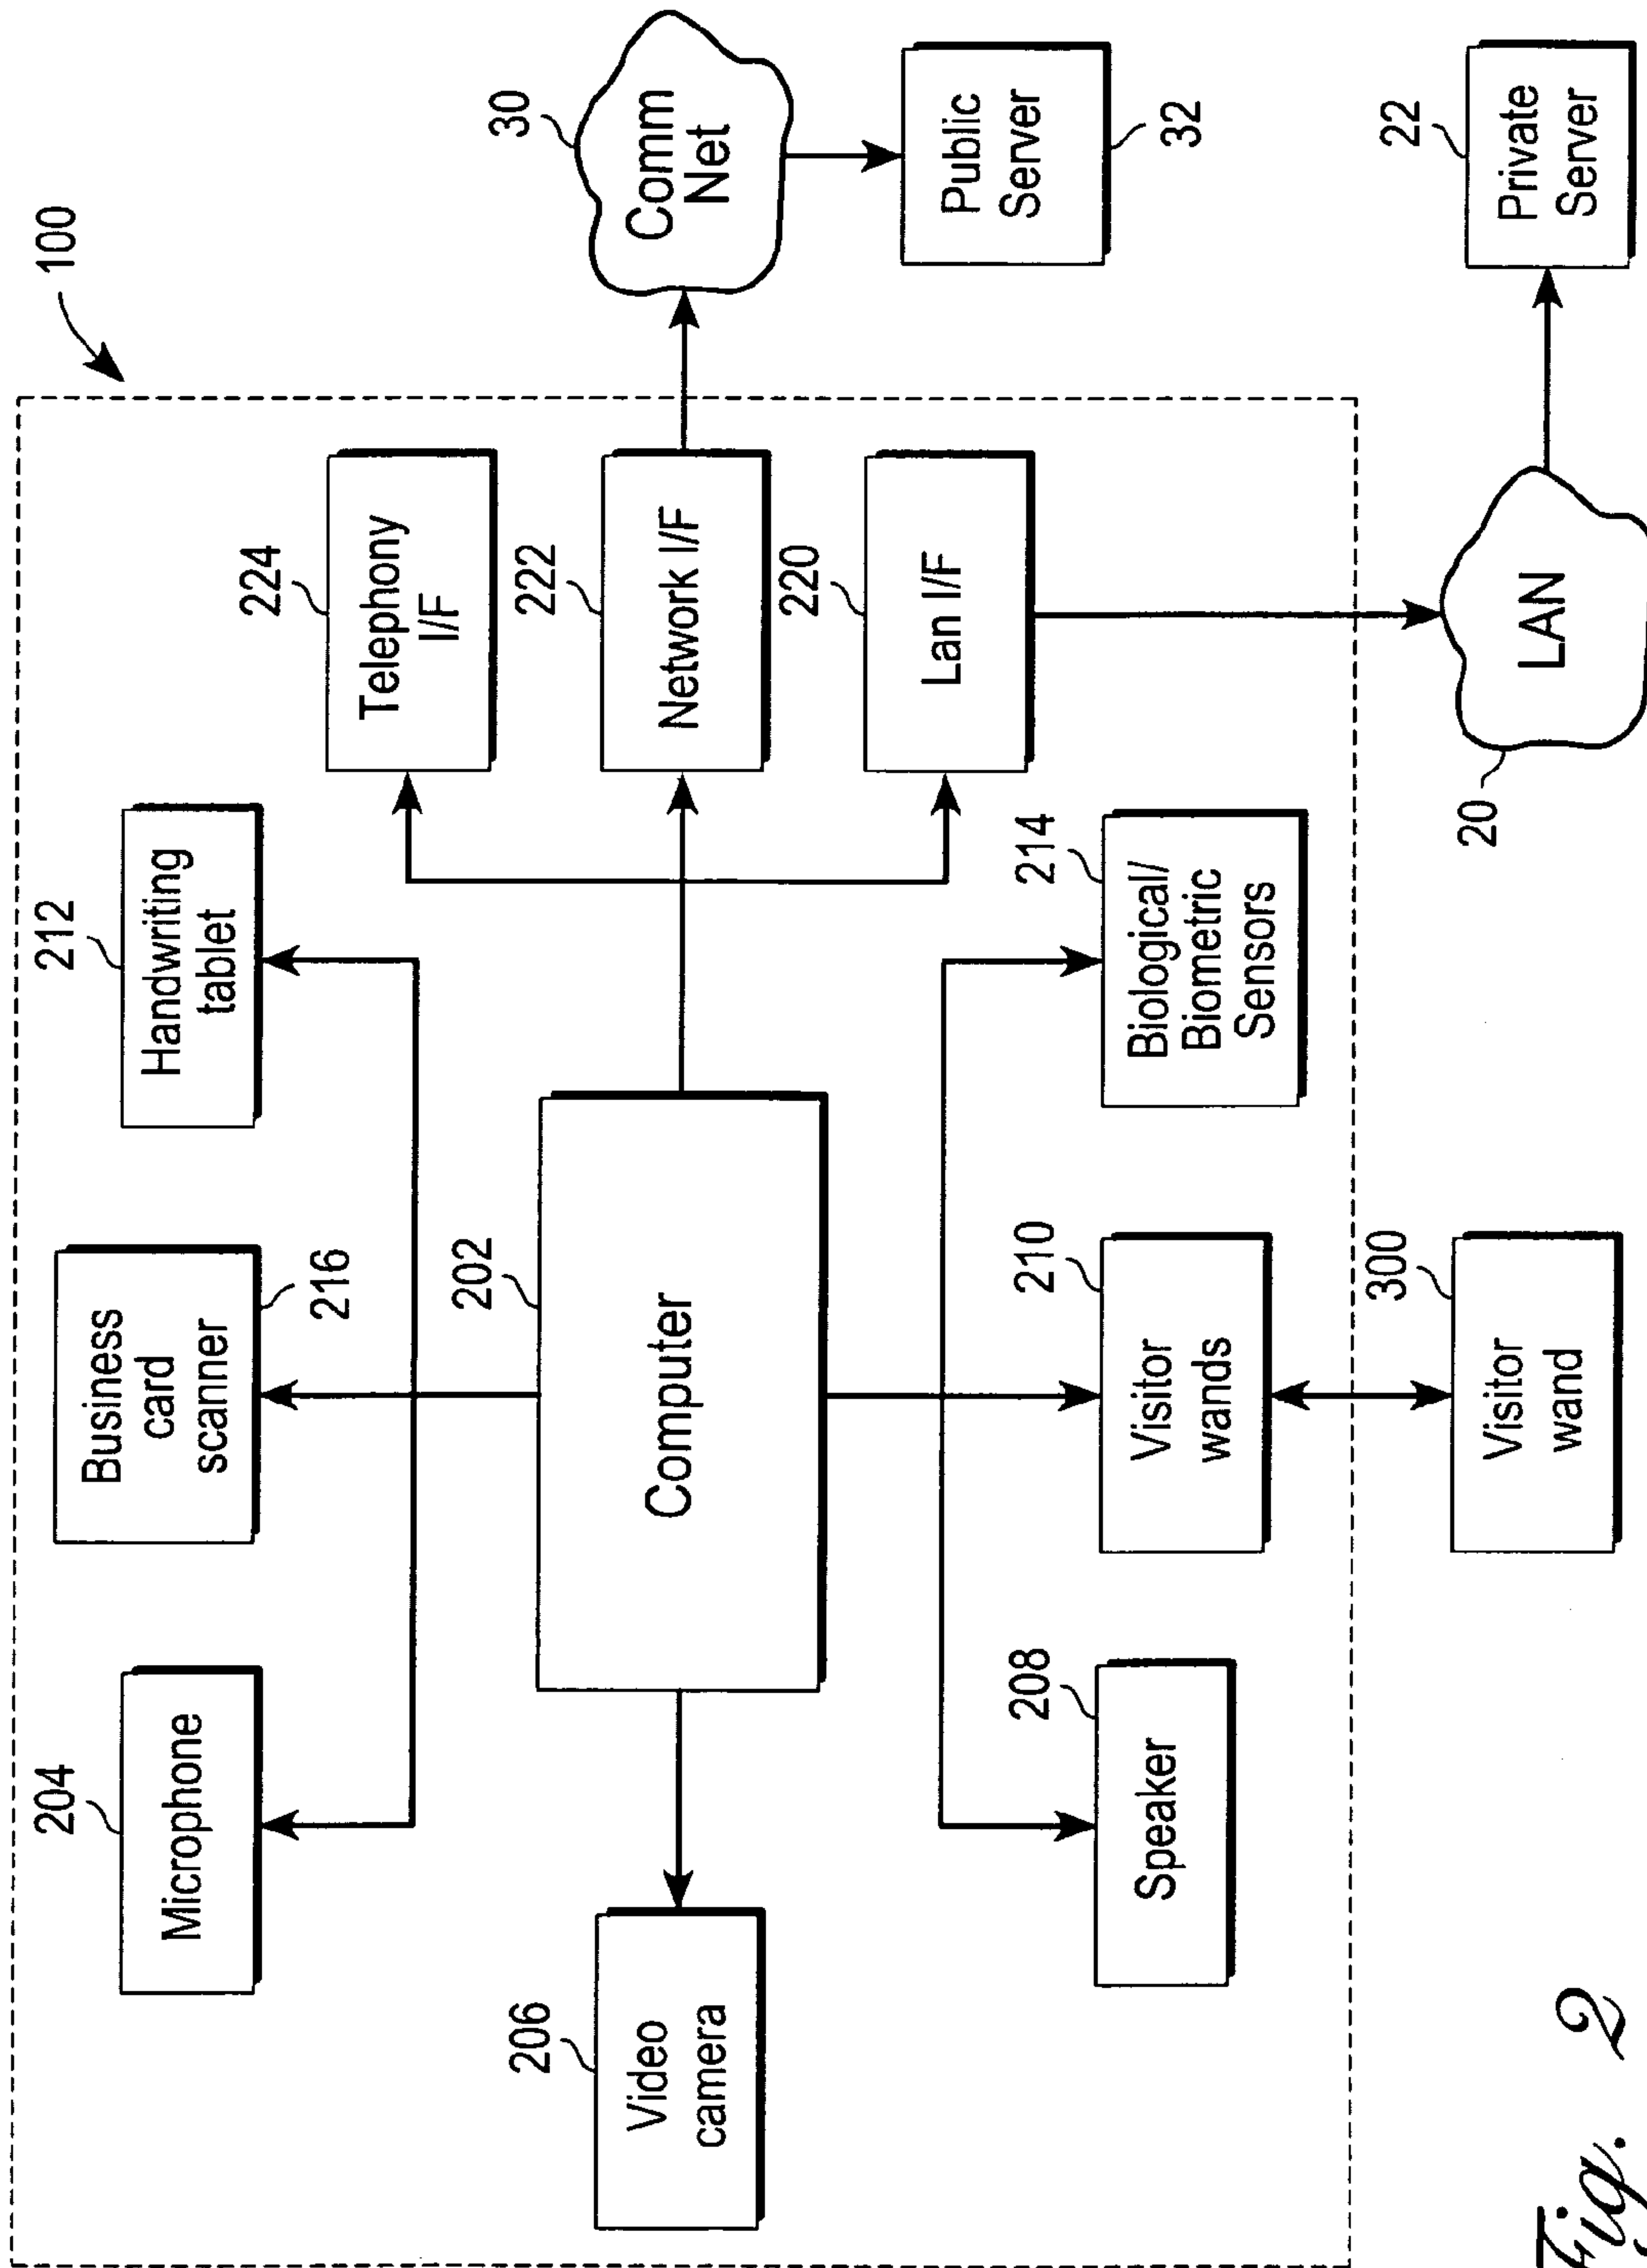 100
204
Microphone
Business
card
scanner
216
212
Handwriting
tablet
224
Telephony
I/F
206
Video
camera
202
Computer
222
Network I/F
30
Comm
Net
220
Lan I/F
Public
Server
32
208
Speaker
210
Visitor
wands
214
Biological/
Biometric
Sensors
300
Visitor
wand
20
LAN
22
Private
Server
Fig. 2